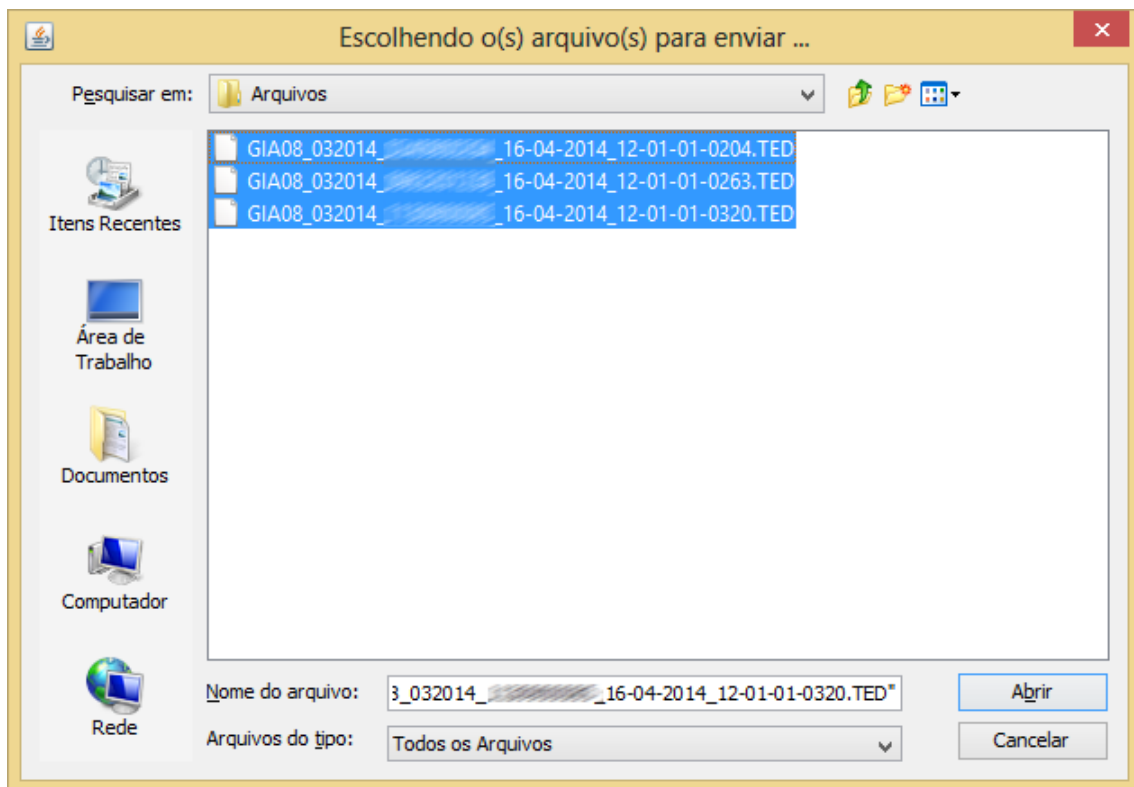 Escolhendo o(s) arquivo(s) para enviar ...
Pesquisar em: Arquivos
GIA08_032014_ _16-04-2014_12-01-01-0204.TED
GIA08_032014_ _16-04-2014_12-01-01-0263.TED
GIA08_032014_ _16-04-2014_12-01-01-0320.TED
Itens Recentes
Área de
Trabalho
Documentos
Computador
Rede
Nome do arquivo: 3_032014_ _16-04-2014_12-01-01-0320.TED" Abrir
Arquivos do tipo: Todos os Arquivos Cancelar